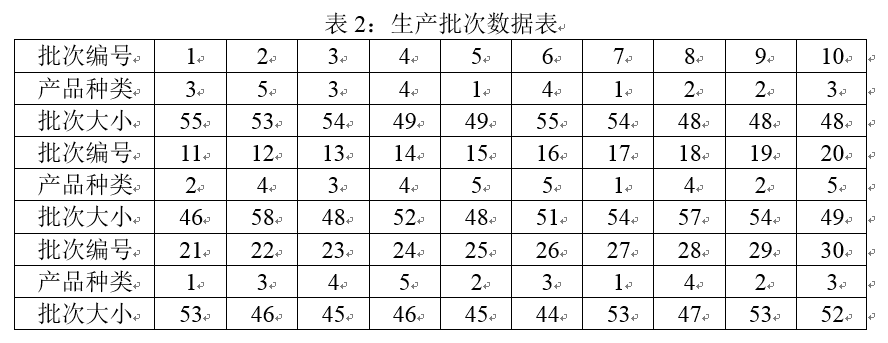 表 2：生产批次数据表
批次编号 1 2 3 4 5 6 7 8 9 10
产品种类 3 5 3 4 1 4 1 2 2 3
批次大小 55 53 54 49 49 55 54 48 48 48
批次编号 11 12 13 14 15 16 17 18 19 20
产品种类 2 4 3 4 5 5 1 4 2 5
批次大小 46 58 48 52 48 51 54 57 54 49
批次编号 21 22 23 24 25 26 27 28 29 30
产品种类 1 3 4 5 2 3 1 4 2 3
批次大小 53 46 45 46 45 44 53 47 53 52